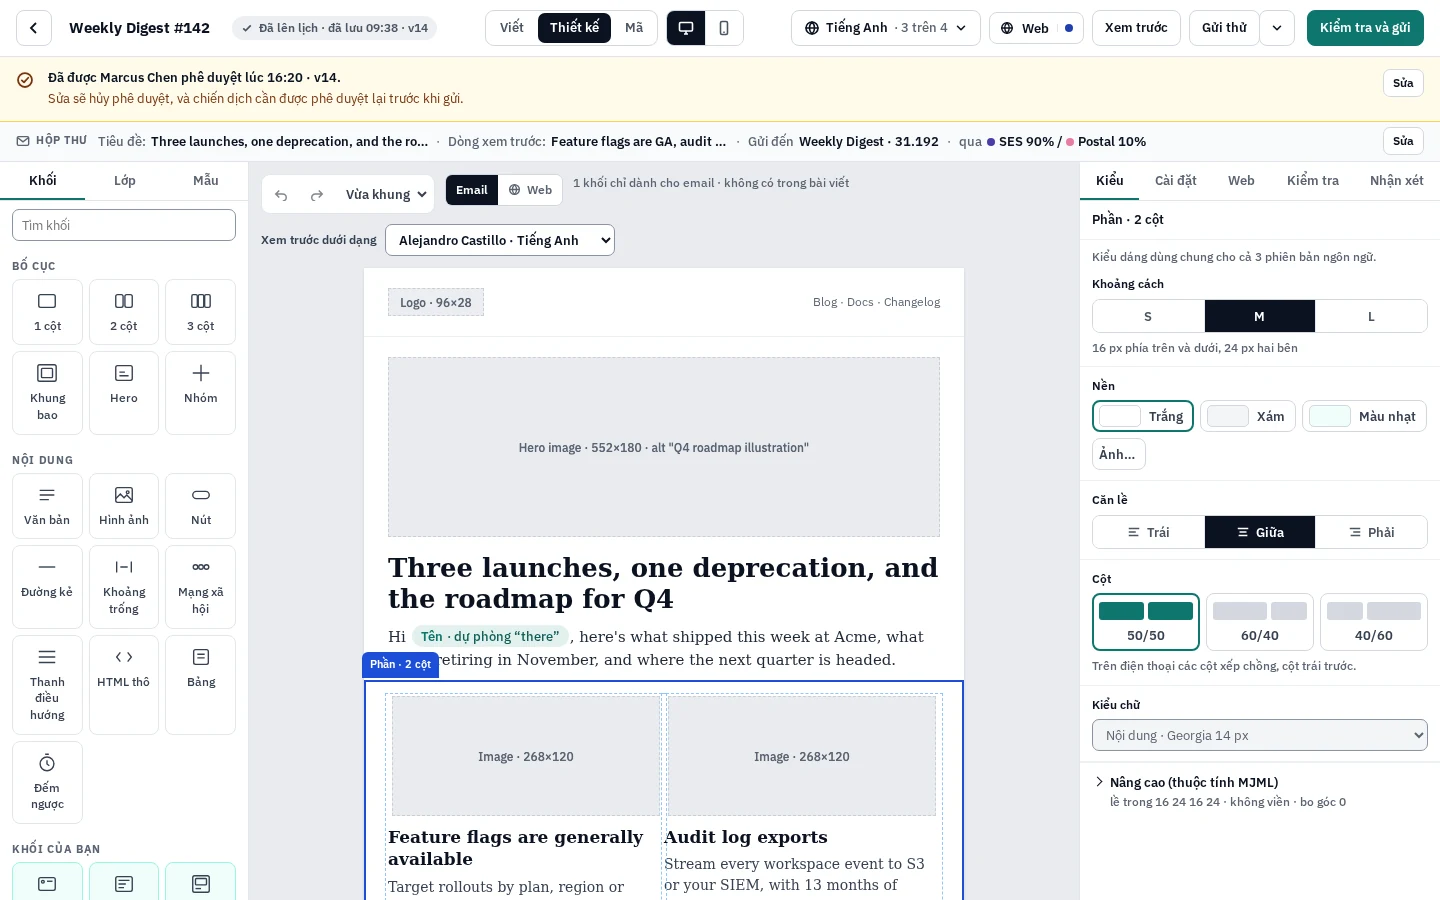 Weekly Digest #142
Đã lên lịch · đã lưu 09:38 · v14
Viết
Thiết kế
Mã
Tiếng Anh · 3 trên 4
Web
Xem trước
Gửi thử
Kiểm tra và gửi
Đã được Marcus Chen phê duyệt lúc 16:20 · v14.
Sửa sẽ hủy phê duyệt, và chiến dịch cần được phê duyệt lại trước khi gửi.
Sửa
HỘP THƯ
Tiêu đề: Three launches, one deprecation, and the ro… · Dòng xem trước: Feature flags are GA, audit … · Gửi đến Weekly Digest · 31.192 · qua SES 90% / Postal 10%
Sửa
Khối
Lớp
Mẫu
Tìm khối
BỐ CỤC
1 cột
2 cột
3 cột
Khung bao
Hero
Nhóm
NỘI DUNG
Văn bản
Hình ảnh
Nút
Đường kẻ
Khoảng trống
Mạng xã hội
Thanh điều hướng
HTML thô
Bảng
Đếm ngược
KHỐI CỦA BẠN
Vừa khung
Email
Web
1 khối chỉ dành cho email · không có trong bài viết
Xem trước dưới dạng
Alejandro Castillo · Tiếng Anh
Logo · 96×28
Blog · Docs · Changelog
Hero image · 552×180 · alt "Q4 roadmap illustration"
Three launches, one deprecation, and
the roadmap for Q4
Hi Tên · dự phòng “there” , here's what shipped this week at Acme, what
retiring in November, and where the next quarter is headed.
Phần · 2 cột
Image · 268×120
Image · 268×120
Feature flags are generally
available
Target rollouts by plan, region or
Audit log exports
Stream every workspace event to S3
or your SIEM, with 13 months of
Kiểu
Cài đặt
Web
Kiểm tra
Nhận xét
Phần · 2 cột
Kiểu dáng dùng chung cho cả 3 phiên bản ngôn ngữ.
Khoảng cách
S
M
L
16 px phía trên và dưới, 24 px hai bên
Nền
Trắng
Xám
Màu nhạt
Ảnh…
Căn lề
Trái
Giữa
Phải
Cột
50/50
60/40
40/60
Trên điện thoại các cột xếp chồng, cột trái trước.
Kiểu chữ
Nội dung · Georgia 14 px
Nâng cao (thuộc tính MJML)
lề trong 16 24 16 24 · không viền · bo góc 0